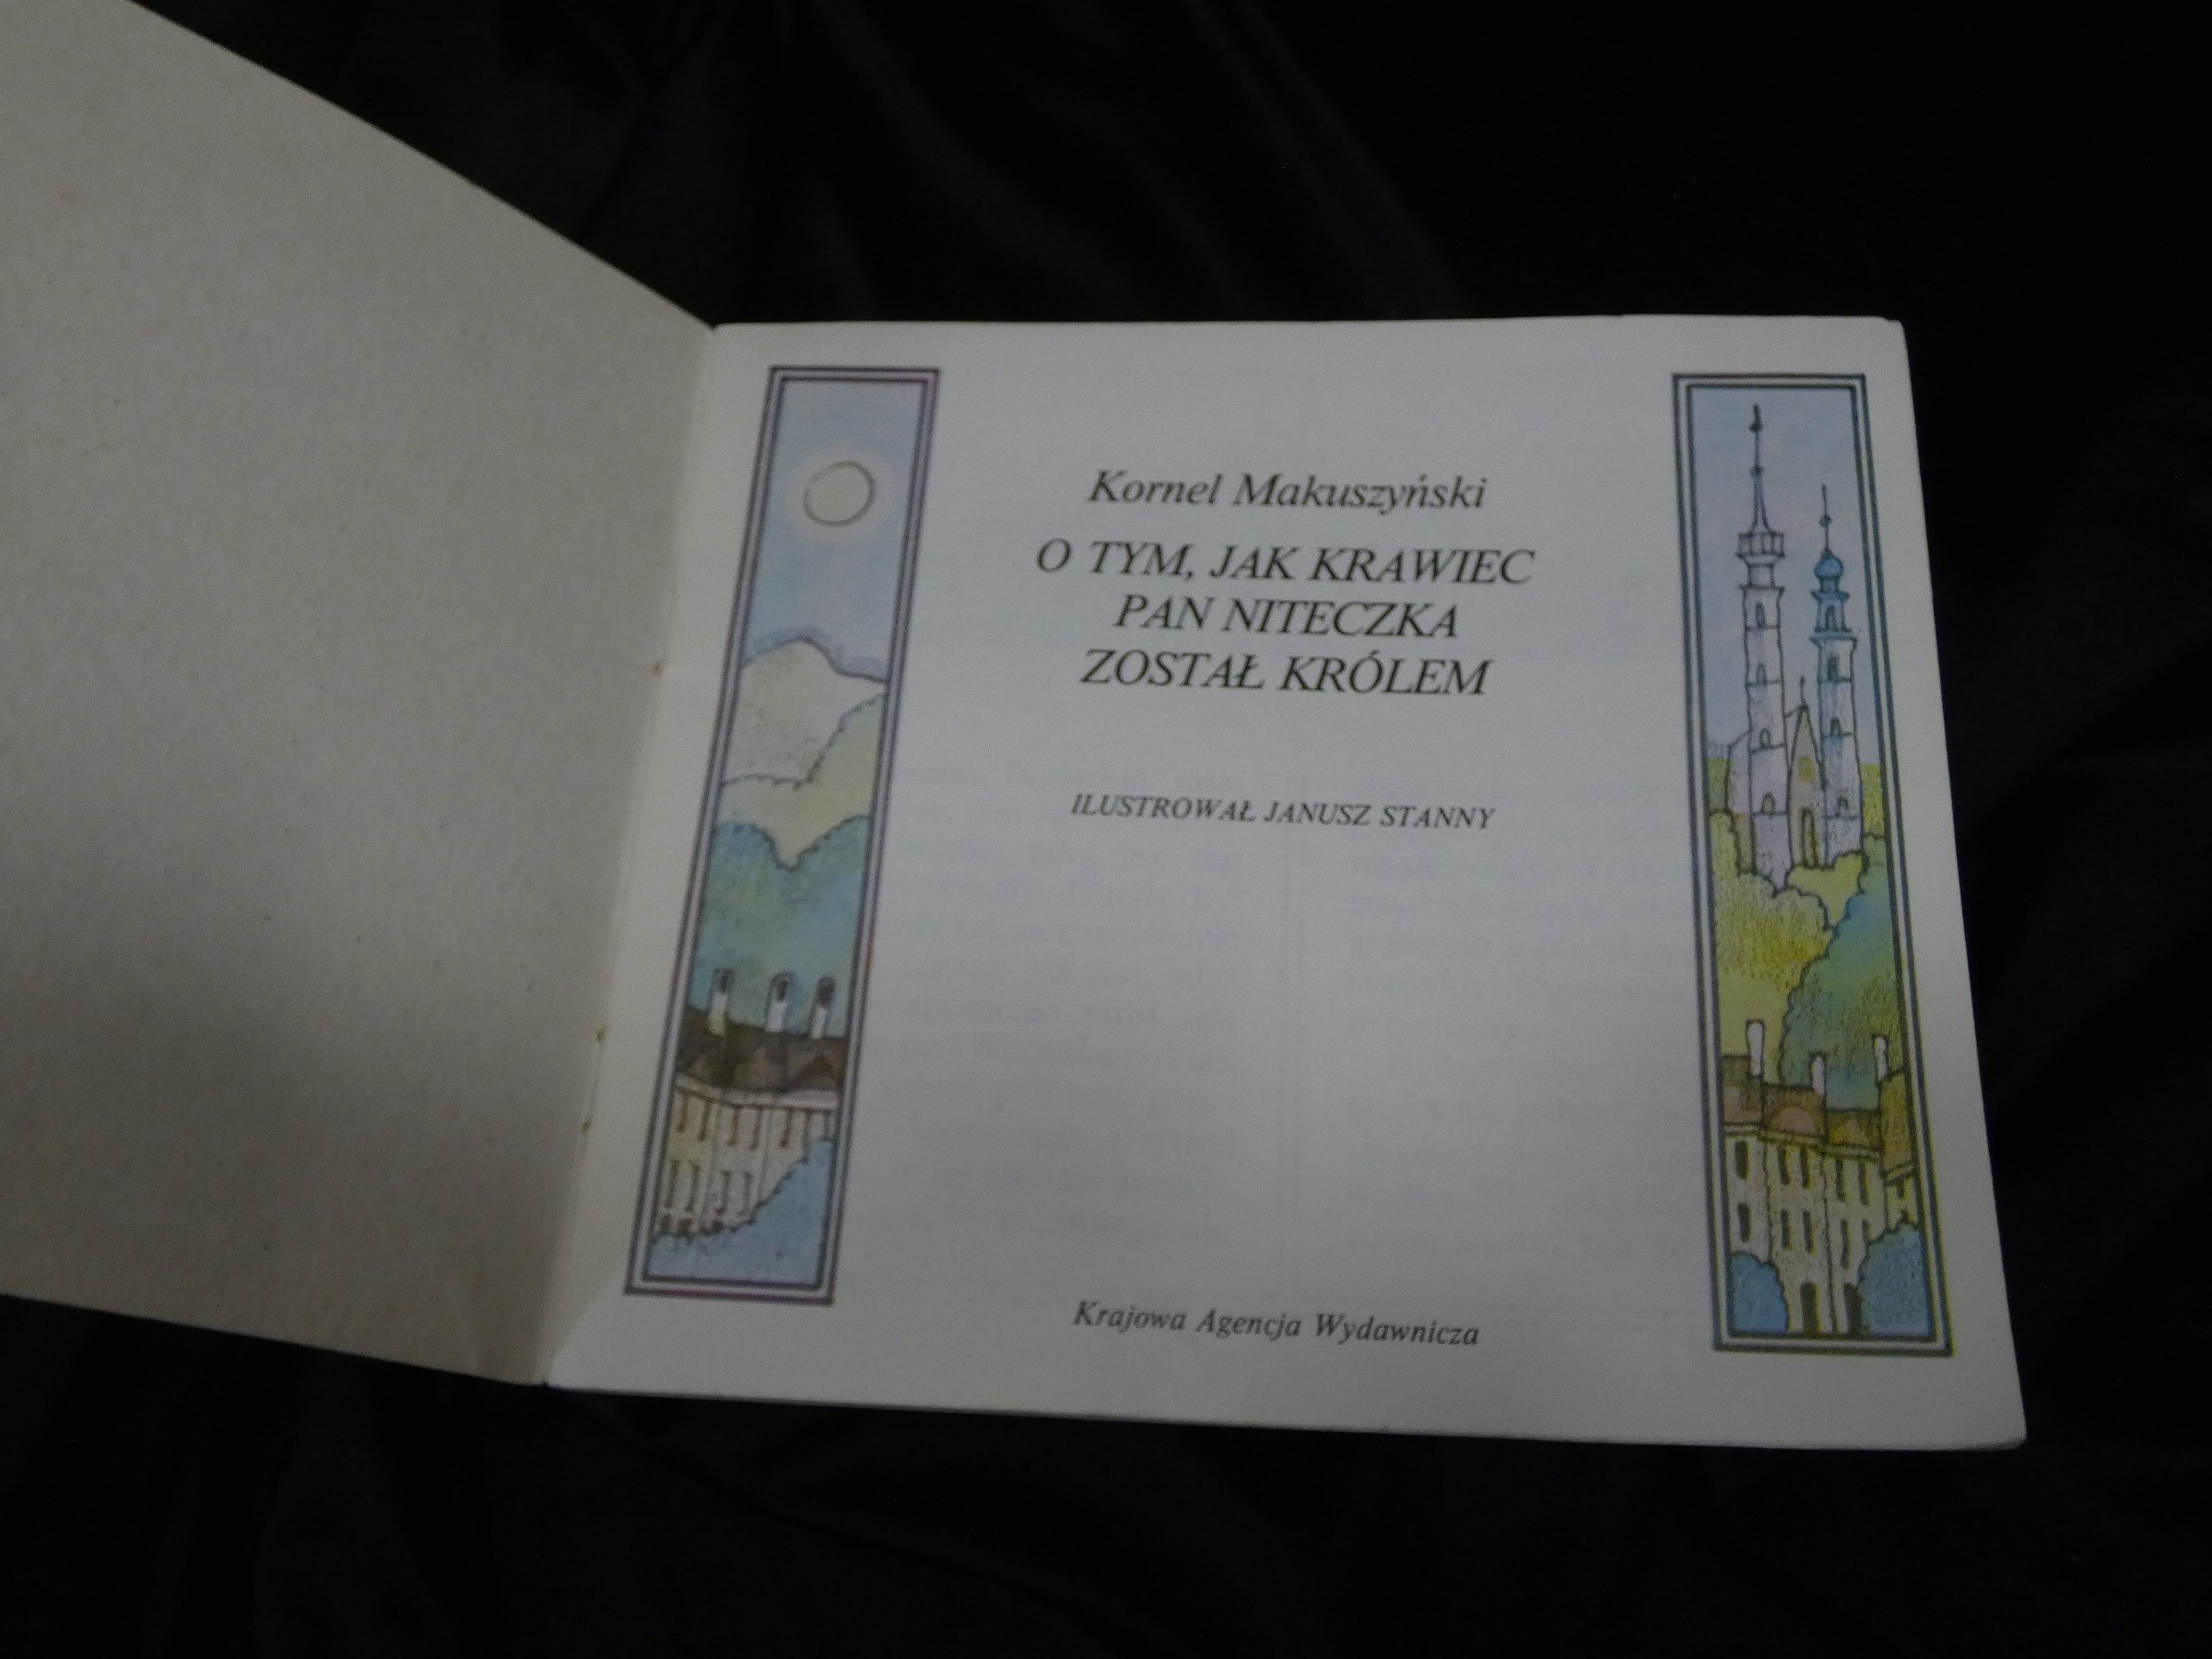 Kornel Makuszyński
O TYM, JAK KRAWIEC
PAN NITECZKA
ZOSTAŁ KRÓLEM
ILUSTROWAŁ JANUSZ STANNY
Krajowa Agencja Wydawnicza